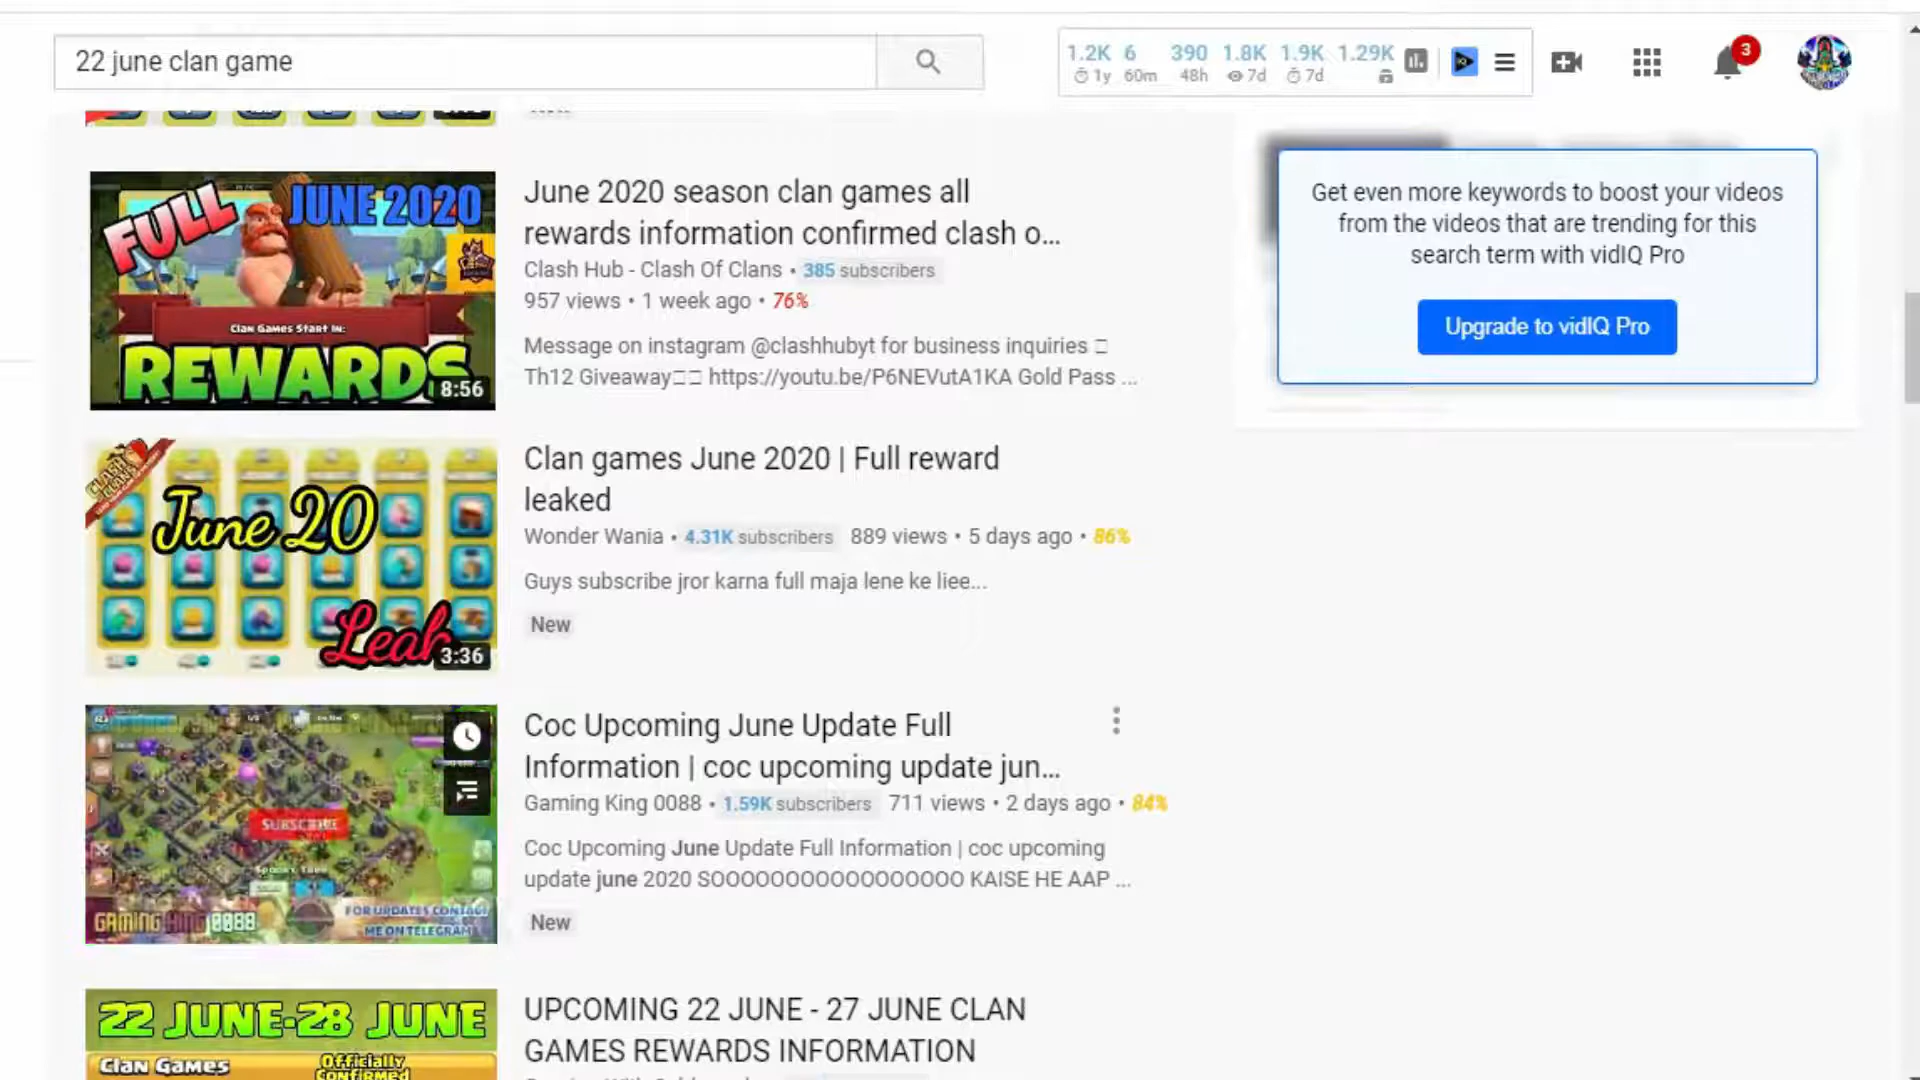 22 june clan game
1.2K 6 390 1.8K 1.9K 1.29K
1y 60m 48h 7d 7d
3
Get even more keywords to boost your videos
from the videos that are trending for this
search term with vidIQ Pro
Upgrade to vidIQ Pro
FULL JUNE 2020
Clan Games Start in:
REWARDS
8:56
June 2020 season clan games all
rewards information confirmed clash o...
Clash Hub - Clash Of Clans • 385 subscribers
957 views • 1 week ago • 76%
Message on instagram @clashhubyt for business inquiries
Th12 Giveaway https://youtu.be/P6NEVutA1KA Gold Pass ...
June 20
Leak
3:36
Clan games June 2020 | Full reward
leaked
Wonder Wania • 4.31K subscribers 889 views • 5 days ago • 86%
Guys subscribe jror karna full maja lene ke liee...
New
SUBSCRIBE
GAMING KING 0088
FOR UPDATES CONTACT
ME ON TELEGRAM
Coc Upcoming June Update Full
Information | coc upcoming update jun...
Gaming King 0088 • 1.59K subscribers 711 views • 2 days ago • 84%
Coc Upcoming June Update Full Information | coc upcoming
update june 2020 SOOOOOOOOOOOOOOOOO KAISE HE AAP ...
New
22 JUNE-28 JUNE
Clan Games Officially
Confirmed
UPCOMING 22 JUNE - 27 JUNE CLAN
GAMES REWARDS INFORMATION